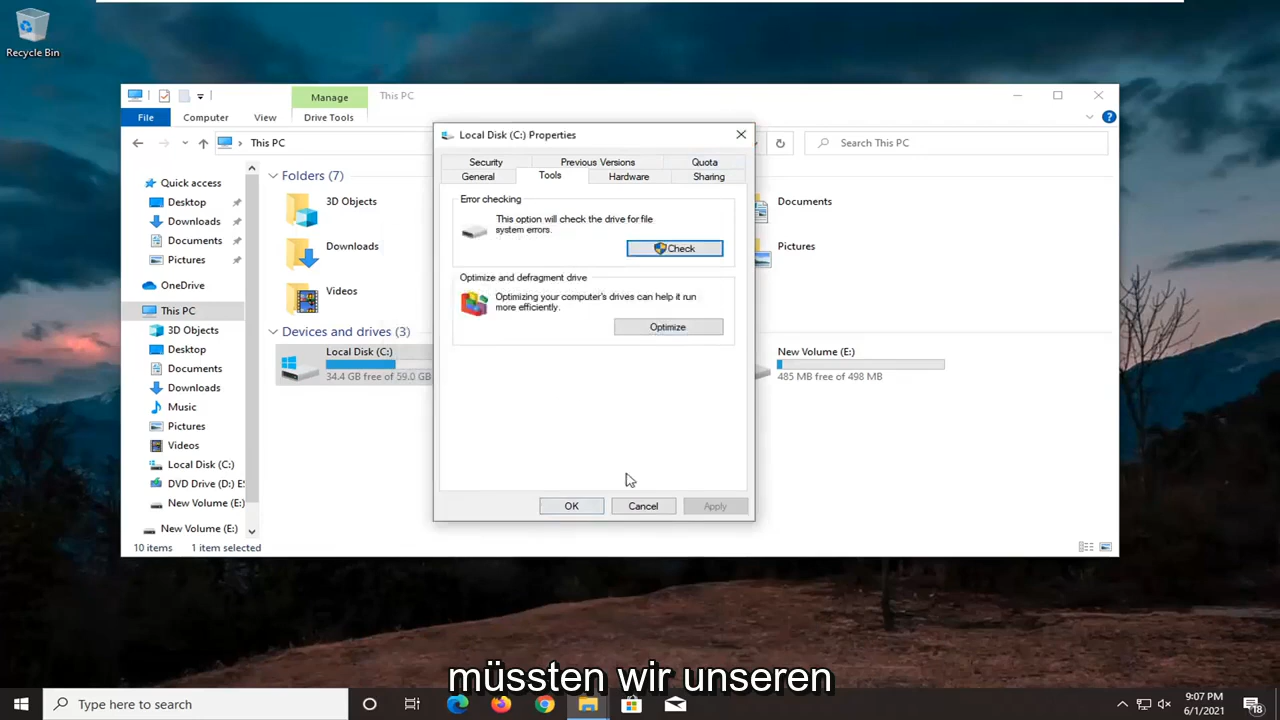 Recycle Bin
Manage
This PC
File
Computer
View
Drive Tools
This PC
Search This PC
Quick access
Desktop
Downloads
Documents
Pictures
OneDrive
This PC
3D Objects
Desktop
Documents
Downloads
Music
Pictures
Videos
Local Disk (C:)
DVD Drive (D:) E
New Volume (E:)
New Volume (E:)
Folders (7)
3D Objects
Downloads
Videos
Documents
Pictures
Devices and drives (3)
Local Disk (C:)
34.4 GB free of 59.0 GB
New Volume (E:)
485 MB free of 498 MB
10 items
1 item selected
Local Disk (C:) Properties
Security
Previous Versions
Quota
General
Tools
Hardware
Sharing
Error checking
This option will check the drive for file
system errors.
Check
Optimize and defragment drive
Optimizing your computer's drives can help it run
more efficiently.
Optimize
OK
Cancel
Apply
müssten wir unseren
Type here to search
9:07 PM
6/1/2021
18